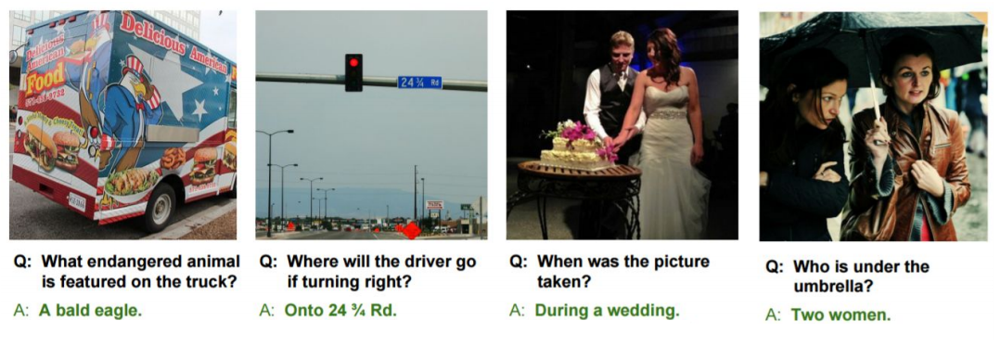 Delicious
American
Food
Delicious American
24 ¾ Rd
Q: What endangered animal
is featured on the truck?
A: A bald eagle.
Q: Where will the driver go
if turning right?
A: Onto 24 ¾ Rd.
Q: When was the picture
taken?
A: During a wedding.
Q: Who is under the
umbrella?
A: Two women.